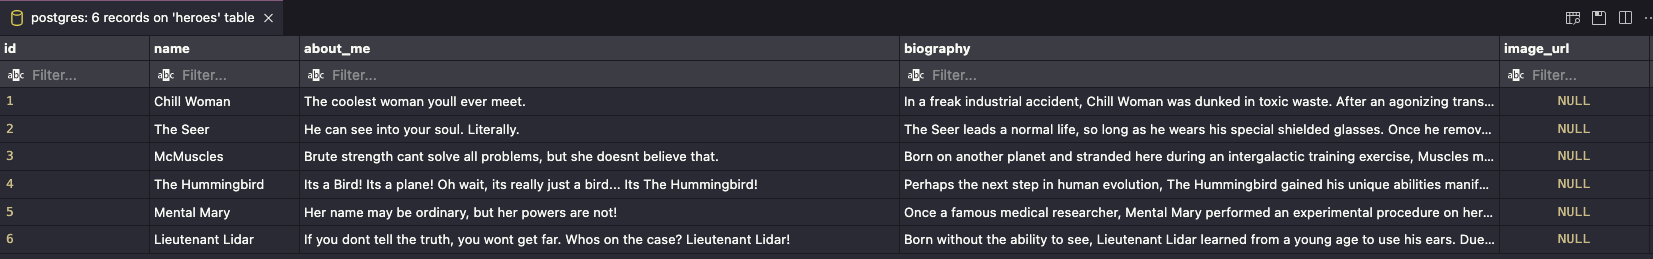 postgres: 6 records on 'heroes' table
id name about_me biography image_url
abc Filter... abc Filter... abc Filter... abc Filter... abc Filter...
1 Chill Woman The coolest woman youll ever meet. In a freak industrial accident, Chill Woman was dunked in toxic waste. After an agonizing trans... NULL
2 The Seer He can see into your soul. Literally. The Seer leads a normal life, so long as he wears his special shielded glasses. Once he remov... NULL
3 McMuscles Brute strength cant solve all problems, but she doesnt believe that. Born on another planet and stranded here during an intergalactic training exercise, Muscles m... NULL
4 The Hummingbird Its a Bird! Its a plane! Oh wait, its really just a bird... Its The Hummingbird! Perhaps the next step in human evolution, The Hummingbird gained his unique abilities manif... NULL
5 Mental Mary Her name may be ordinary, but her powers are not! Once a famous medical researcher, Mental Mary performed an experimental procedure on her... NULL
6 Lieutenant Lidar If you dont tell the truth, you wont get far. Whos on the case? Lieutenant Lidar! Born without the ability to see, Lieutenant Lidar learned from a young age to use his ears. Due... NULL